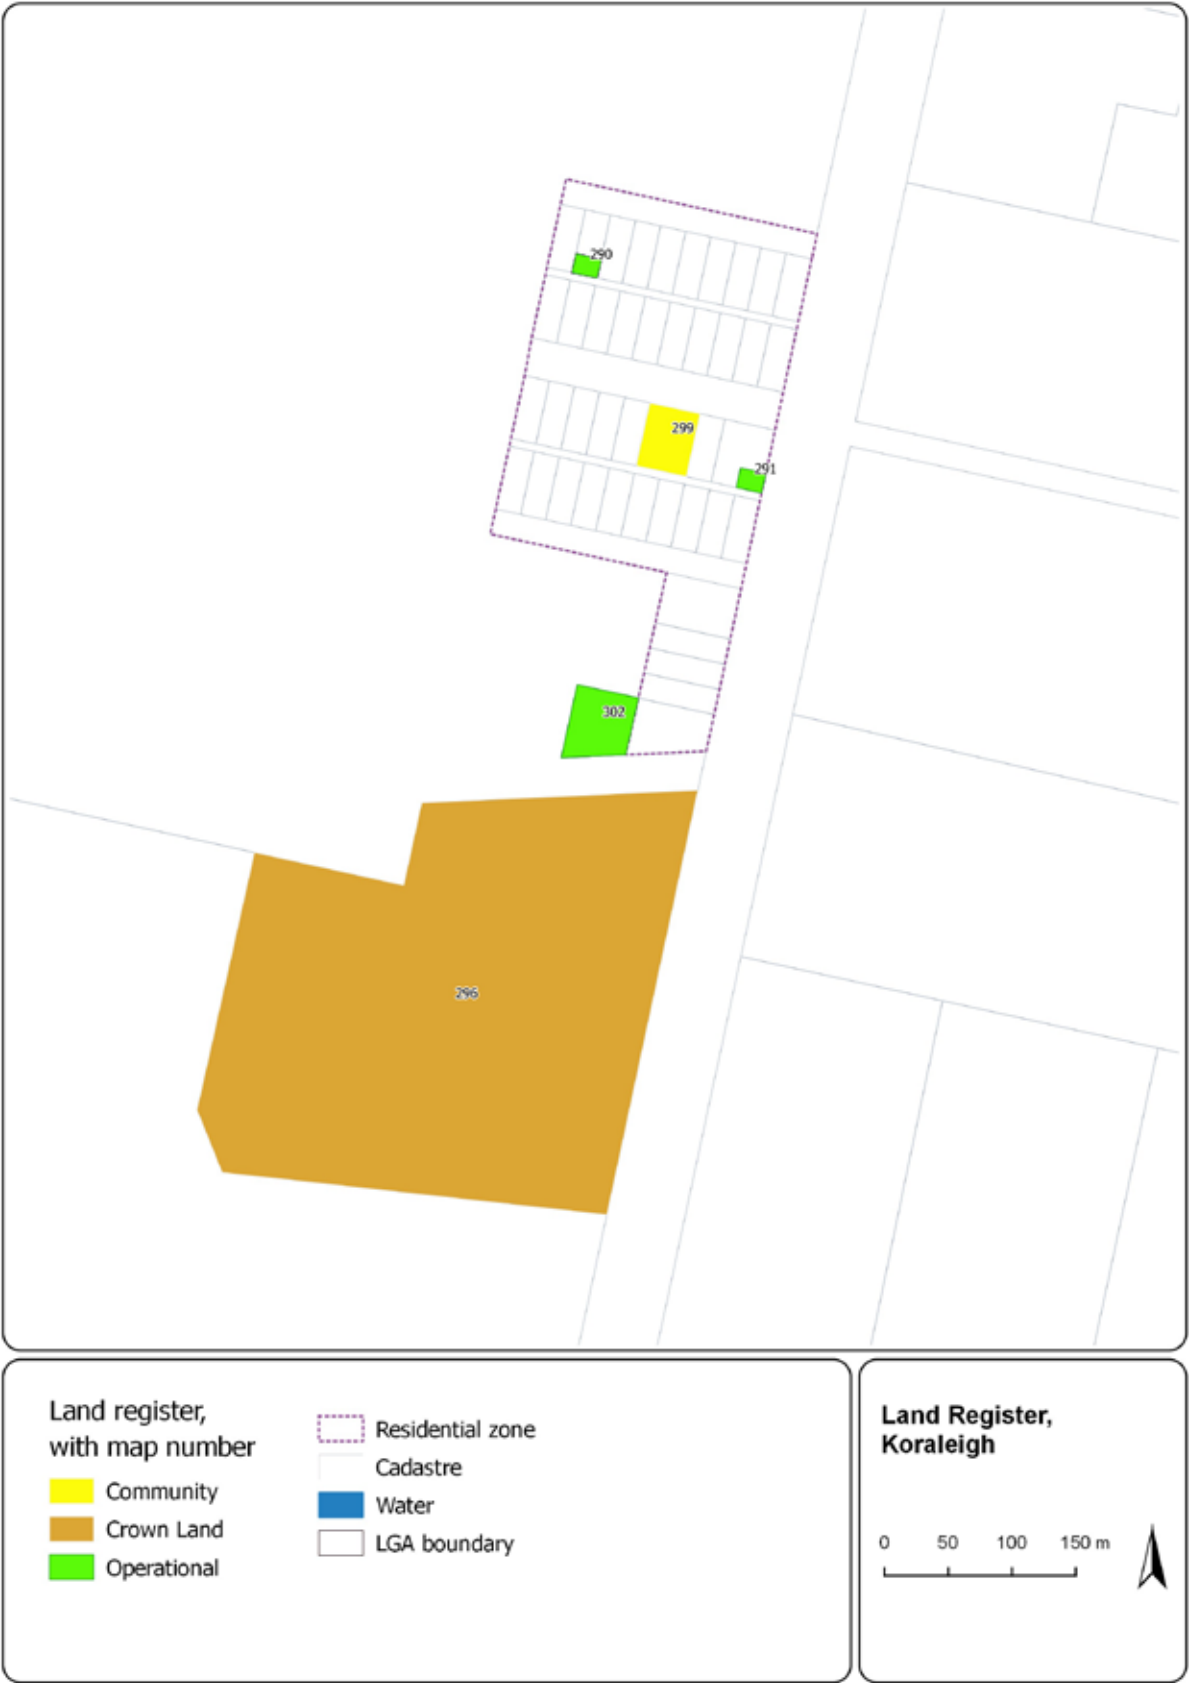 290
299
291
302
296
Land register,
with map number
Community
Crown Land
Operational
Residential zone
Cadastre
Water
LGA boundary
Land Register,
Koraleigh
0 50 100 150 m